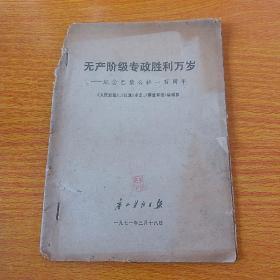 无产阶级专政胜利万岁
——纪念巴黎公社一百周年
《人民日报》、《红旗》杂志、《解放军报》编辑部
一九七一年三月十八日